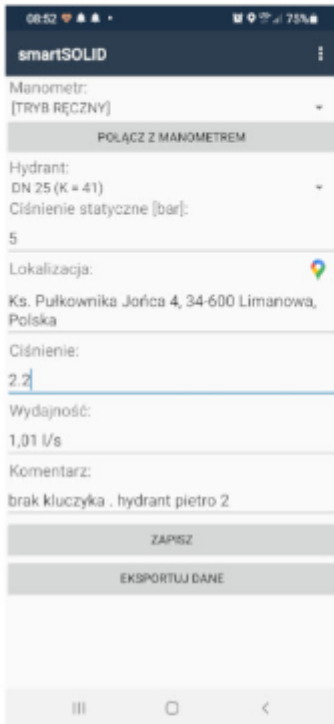 08:52 75%
smartSOLID
Manometr:
[TRYB RĘCZNY]
POŁĄCZ Z MANOMETREM
Hydrant:
DN 25 (K = 41)
Ciśnienie statyczne [bar]:
5
Lokalizacja:
Ks. Pułkownika Jońca 4, 34-600 Limanowa,
Polska
Ciśnienie:
2.2
Wydajność:
1,01 l/s
Komentarz:
brak kluczyka . hydrant pietro 2
ZAPISZ
EKSPORTUJ DANE